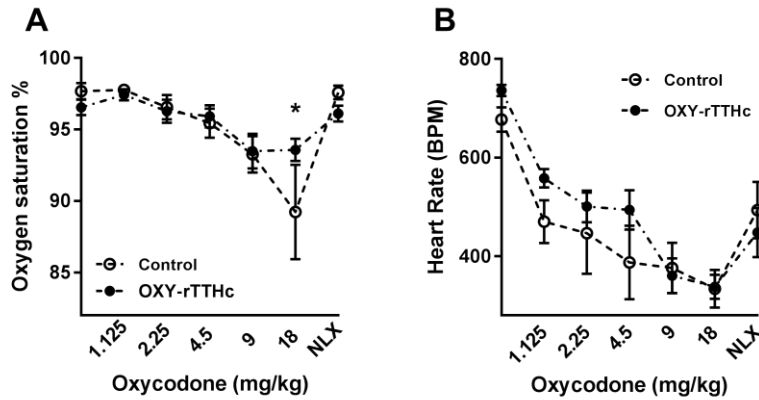 A
100
95
90
85
Oxygen saturation %
*
Control
OXY-rTTHc
1.125
2.25
4.5
9
18
NLX
Oxycodone (mg/kg)
B
800
600
400
Heart Rate (BPM)
Control
OXY-rTTHc
1.125
2.25
4.5
9
18
NLX
Oxycodone (mg/kg)